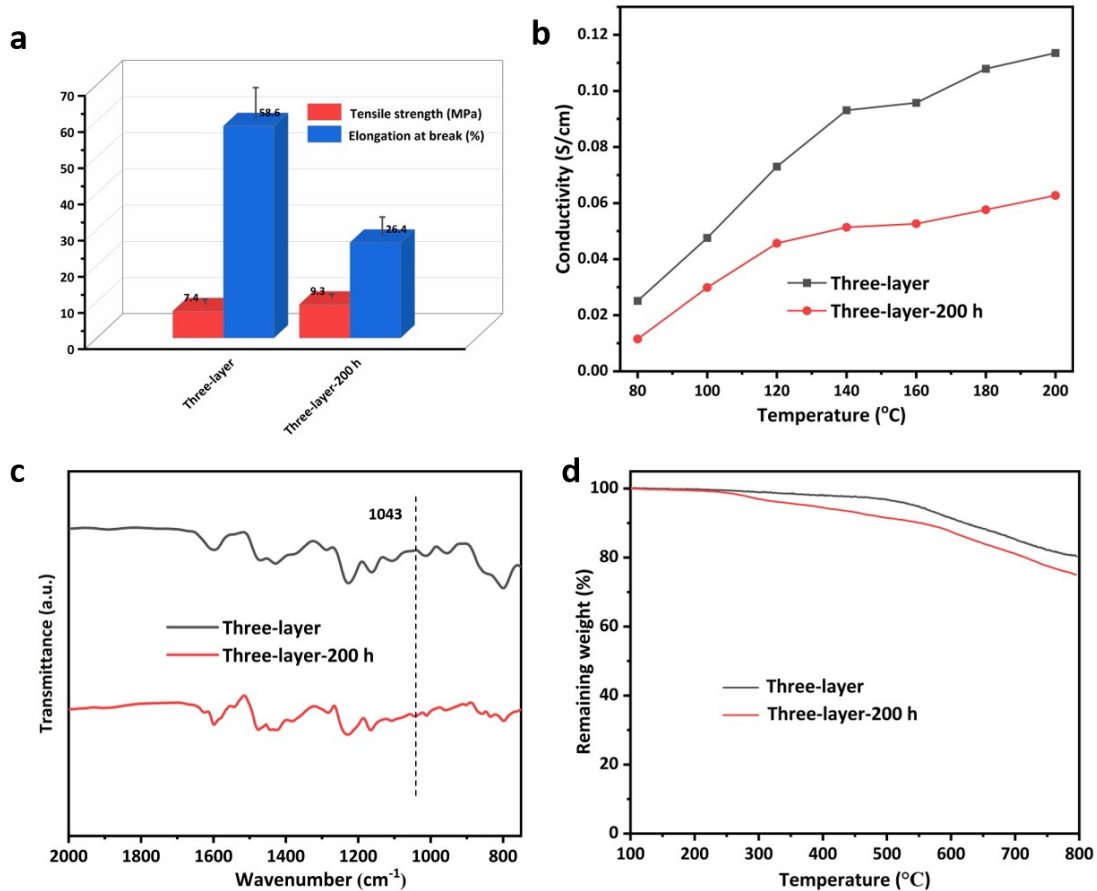 a
70
60
50
40
30
20
10
0
58.6
26.4
7.4
9.3
Tensile strength (MPa)
Elongation at break (%)
Three-layer
Three-layer-200 h
b
0.12
0.10
0.08
0.06
0.04
0.02
0.00
Conductivity (S/cm)
Three-layer
Three-layer-200 h
80 100 120 140 160 180 200
Temperature (°C)
c
1043
Transmittance (a.u.)
Three-layer
Three-layer-200 h
2000 1600 1200 1000 800
Wavenumber (cm⁻¹)
d
100
80
60
40
20
0
Remaining weight (%)
Three-layer
Three-layer-200 h
100 200 300 400 500 600 700 800
Temperature (°C)